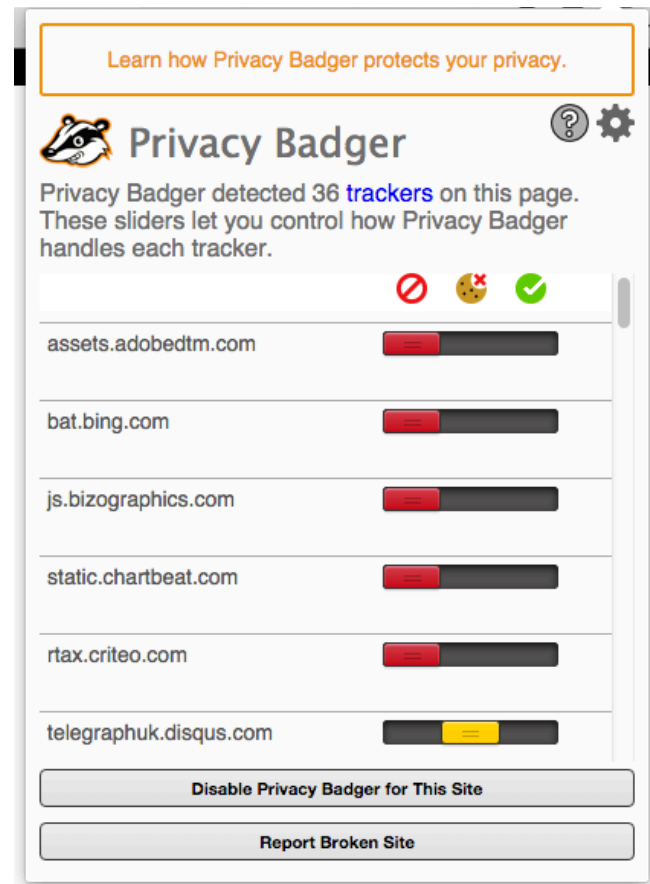 Learn how Privacy Badger protects your privacy.
Privacy Badger
Privacy Badger detected 36 trackers on this page.
These sliders let you control how Privacy Badger
handles each tracker.
assets.adobedtm.com
bat.bing.com
js.bizographics.com
static.chartbeat.com
rtax.criteo.com
telegraphuk.disqus.com
Disable Privacy Badger for This Site
Report Broken Site